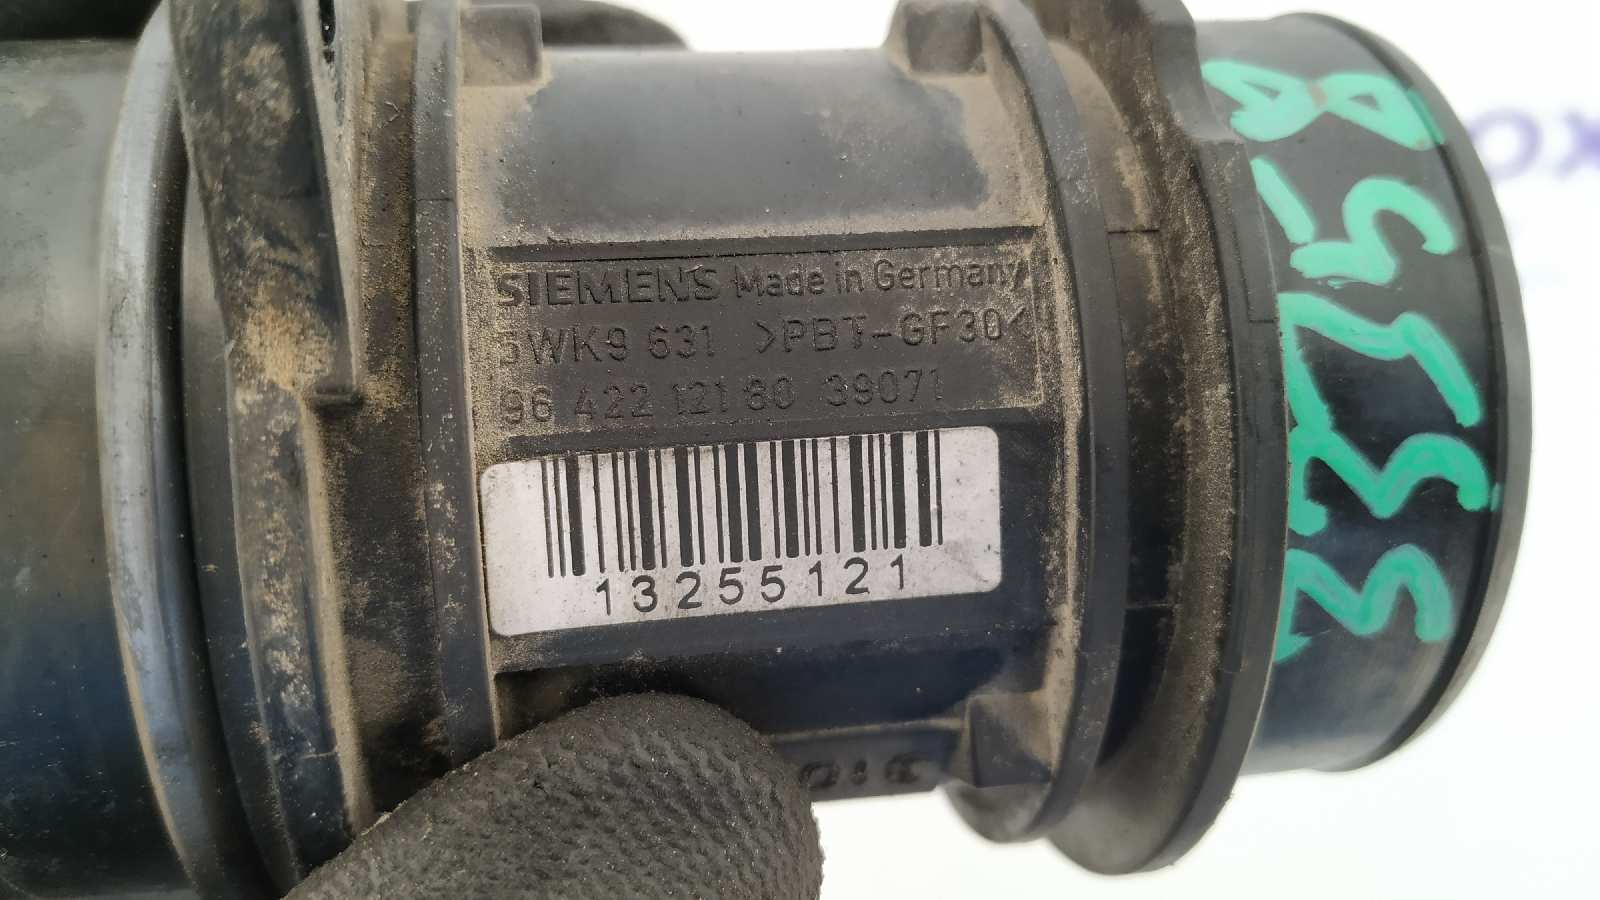 SIEMENS Made in Germany
5WK9 631 >PBT-GF30<
96 422 121 80 39071
13255121